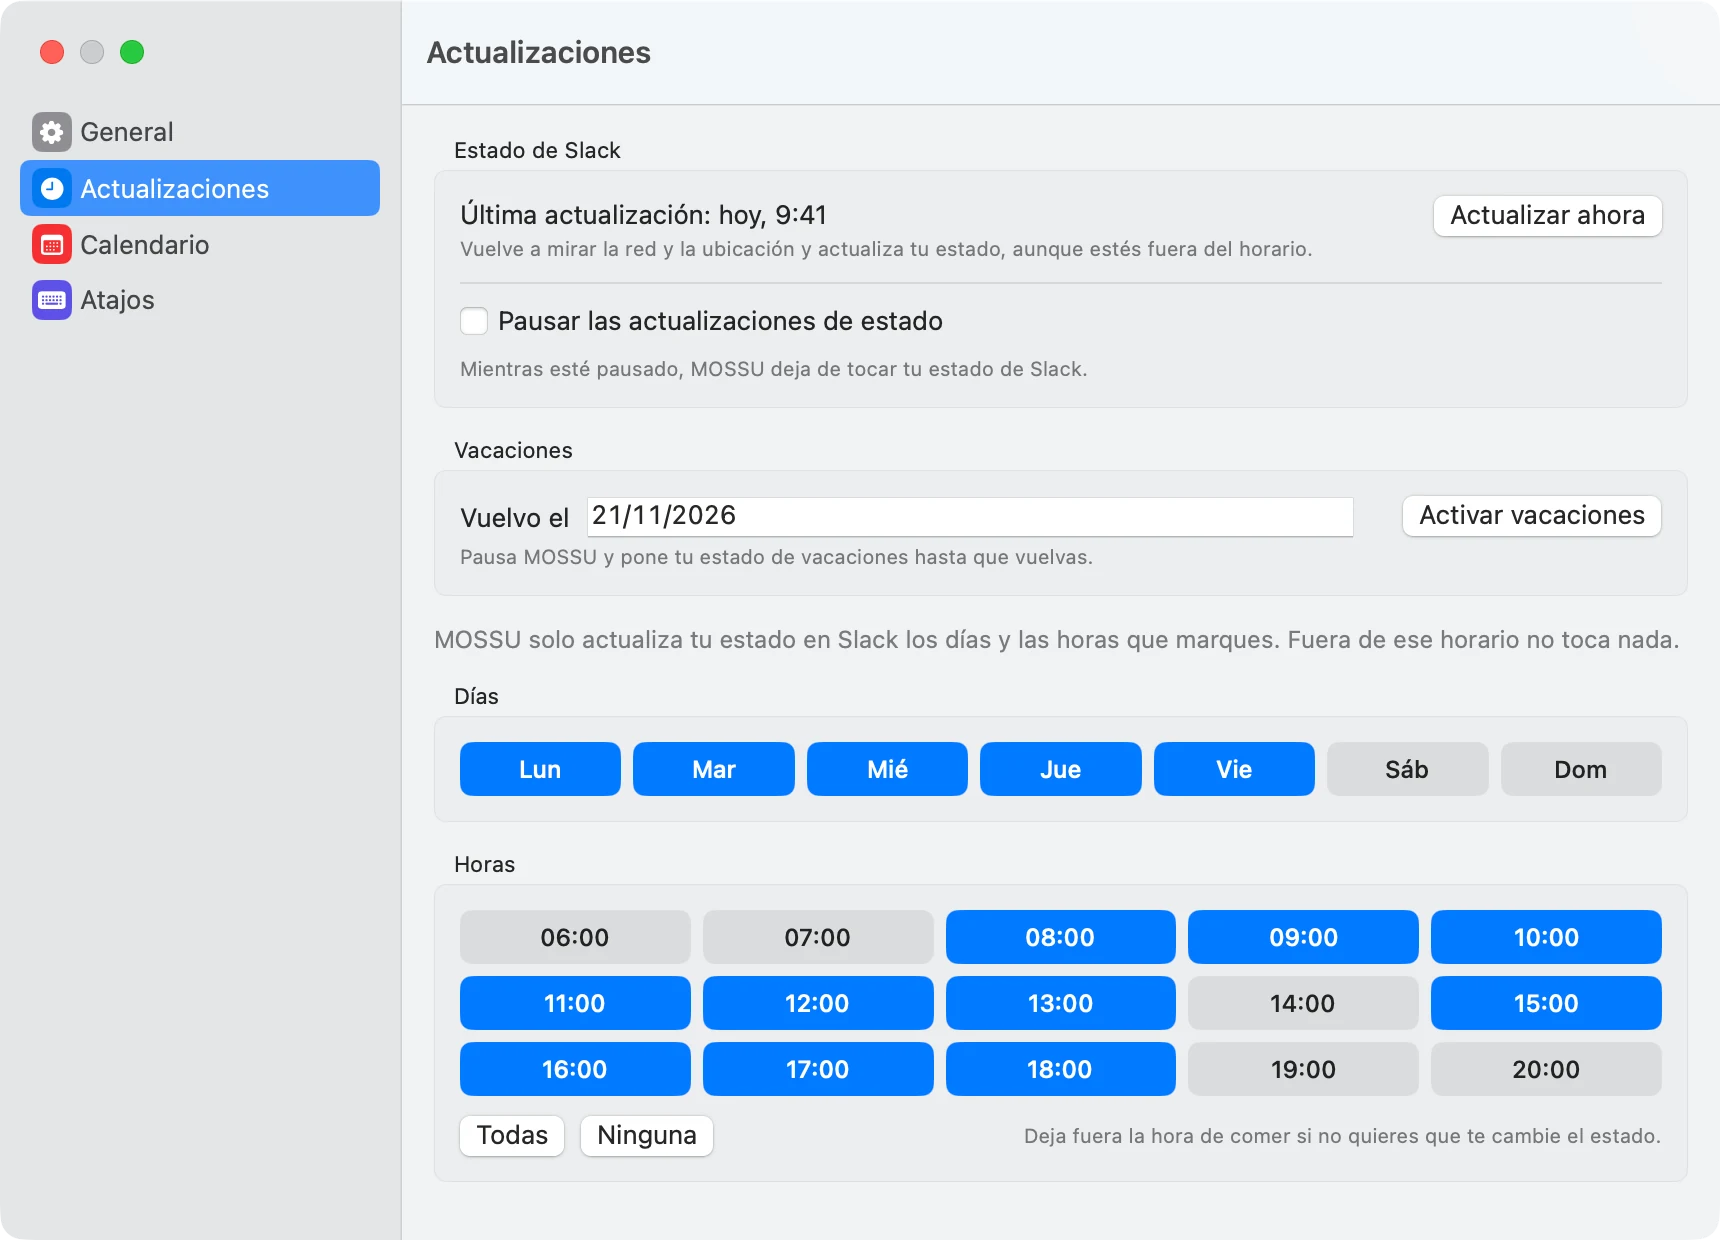 Actualizaciones
General
Actualizaciones
Calendario
Atajos
Estado de Slack
Última actualización: hoy, 9:41
Actualizar ahora
Vuelve a mirar la red y la ubicación y actualiza tu estado, aunque estés fuera del horario.
Pausar las actualizaciones de estado
Mientras esté pausado, MOSSU deja de tocar tu estado de Slack.
Vacaciones
Vuelvo el 21/11/2026 Activar vacaciones
Pausa MOSSU y pone tu estado de vacaciones hasta que vuelvas.
MOSSU solo actualiza tu estado en Slack los días y las horas que marques. Fuera de ese horario no toca nada.
Días
Lun Mar Mié Jue Vie Sáb Dom
Horas
06:00 07:00 08:00 09:00 10:00
11:00 12:00 13:00 14:00 15:00
16:00 17:00 18:00 19:00 20:00
Todas Ninguna Deja fuera la hora de comer si no quieres que te cambie el estado.